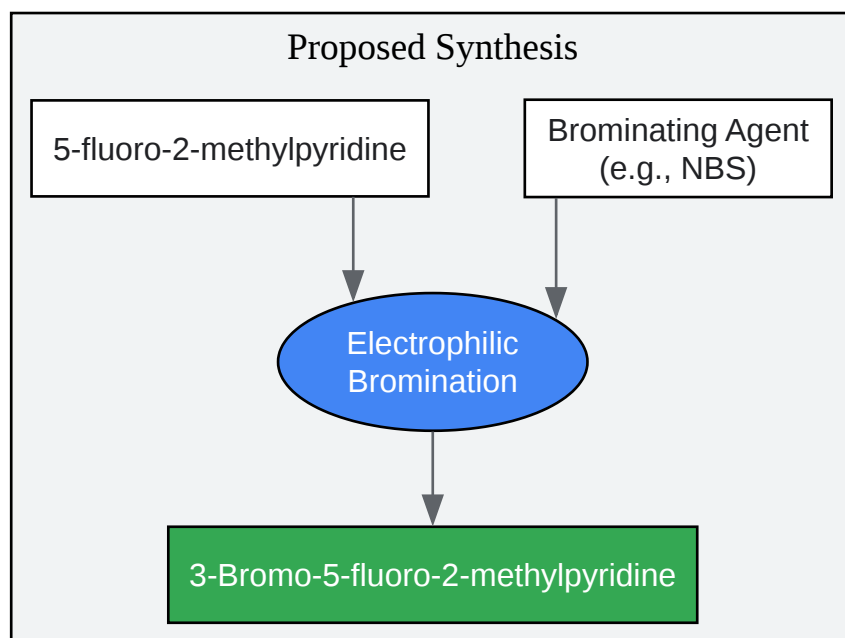 Proposed Synthesis
5-fluoro-2-methylpyridine
Brominating Agent
(e.g., NBS)
Electrophilic
Bromination
3-Bromo-5-fluoro-2-methylpyridine